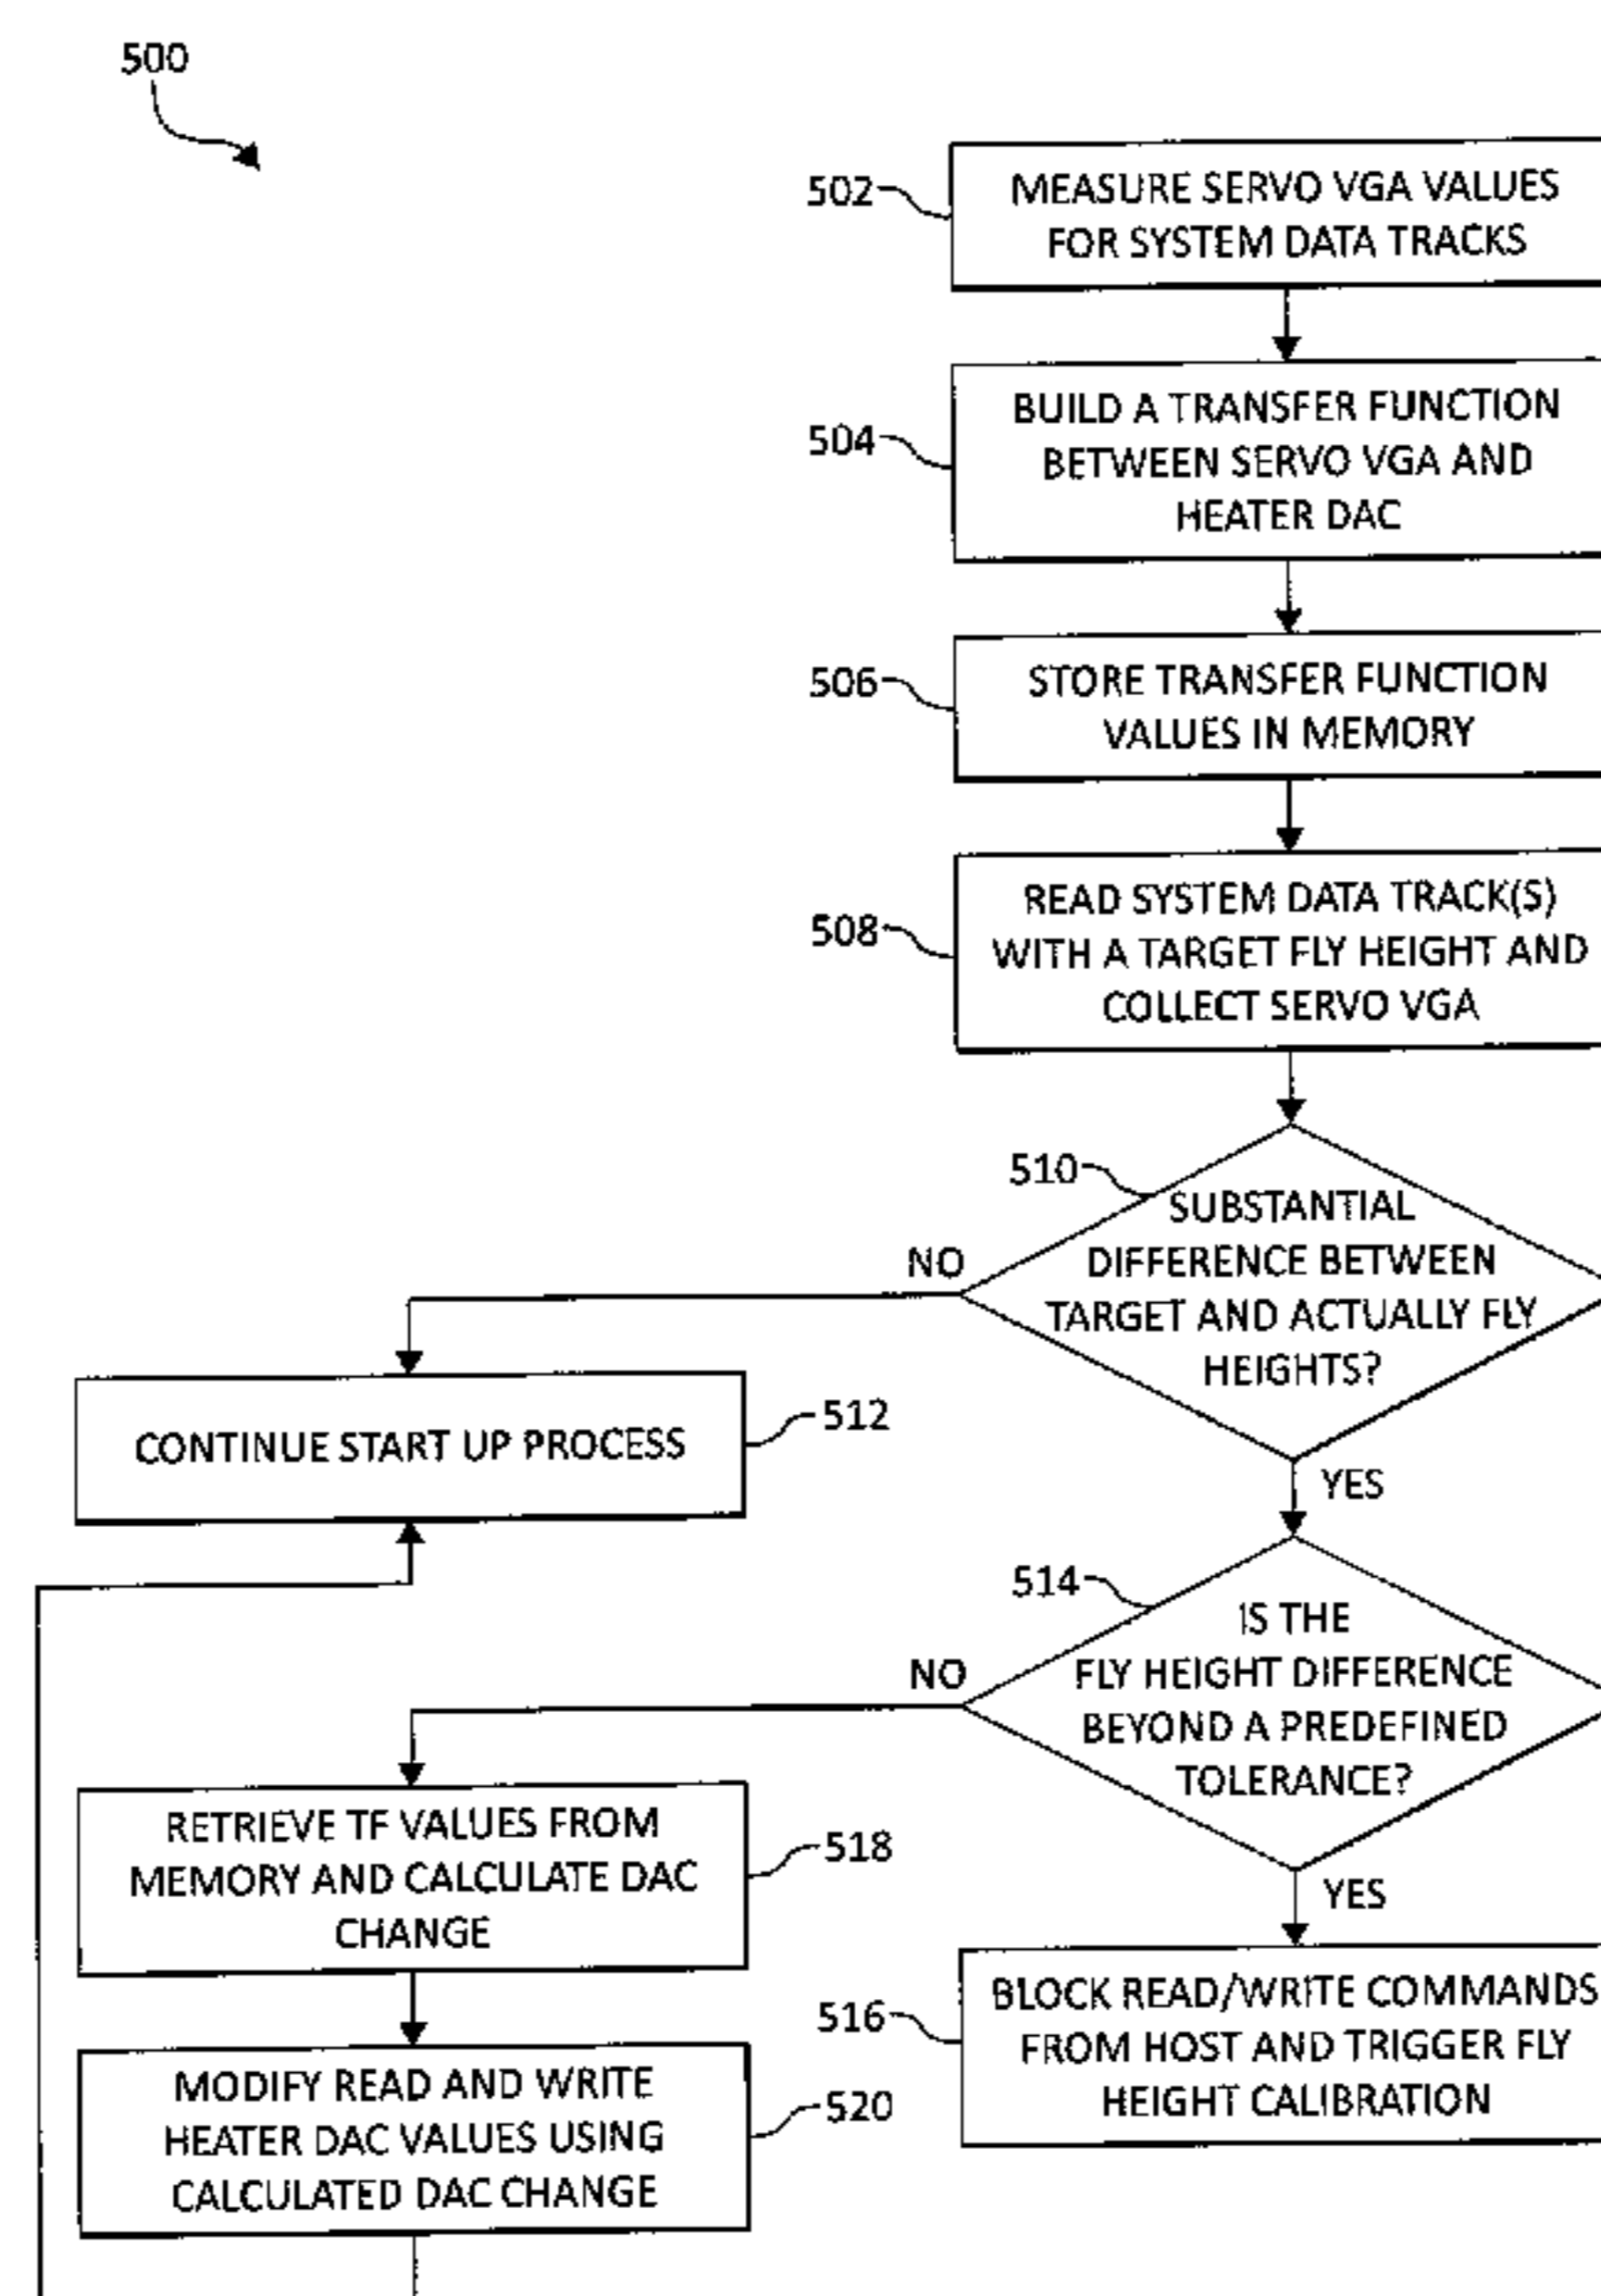 500
502
MEASURE SERVO VGA VALUES
FOR SYSTEM DATA TRACKS
504
BUILD A TRANSFER FUNCTION
BETWEEN SERVO VGA AND
HEATER DAC
506
STORE TRANSFER FUNCTION
VALUES IN MEMORY
508
READ SYSTEM DATA TRACK(S)
WITH A TARGET FLY HEIGHT AND
COLLECT SERVO VGA
510
SUBSTANTIAL
DIFFERENCE BETWEEN
TARGET AND ACTUALLY FLY
HEIGHTS?
NO
512
CONTINUE START UP PROCESS
YES
514
IS THE
FLY HEIGHT DIFFERENCE
BEYOND A PREDEFINED
TOLERANCE?
NO
518
RETRIEVE TF VALUES FROM
MEMORY AND CALCULATE DAC
CHANGE
YES
516
BLOCK READ/WRITE COMMANDS
FROM HOST AND TRIGGER FLY
HEIGHT CALIBRATION
520
MODIFY READ AND WRITE
HEATER DAC VALUES USING
CALCULATED DAC CHANGE